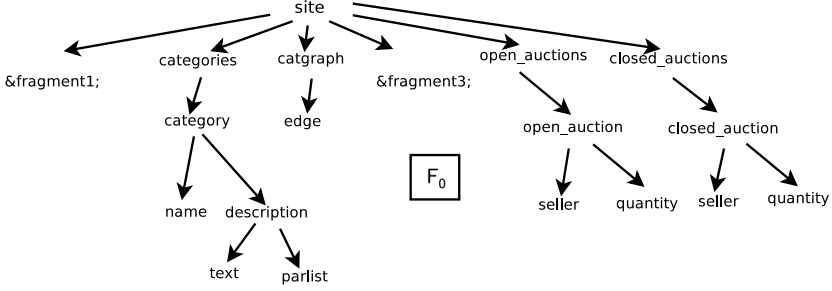 site
&fragment1;
categories
catgraph
&fragment3;
open_auctions
closed_auctions
category
edge
open_auction
closed_auction
F0
name
description
seller
quantity
seller
quantity
text
parlist